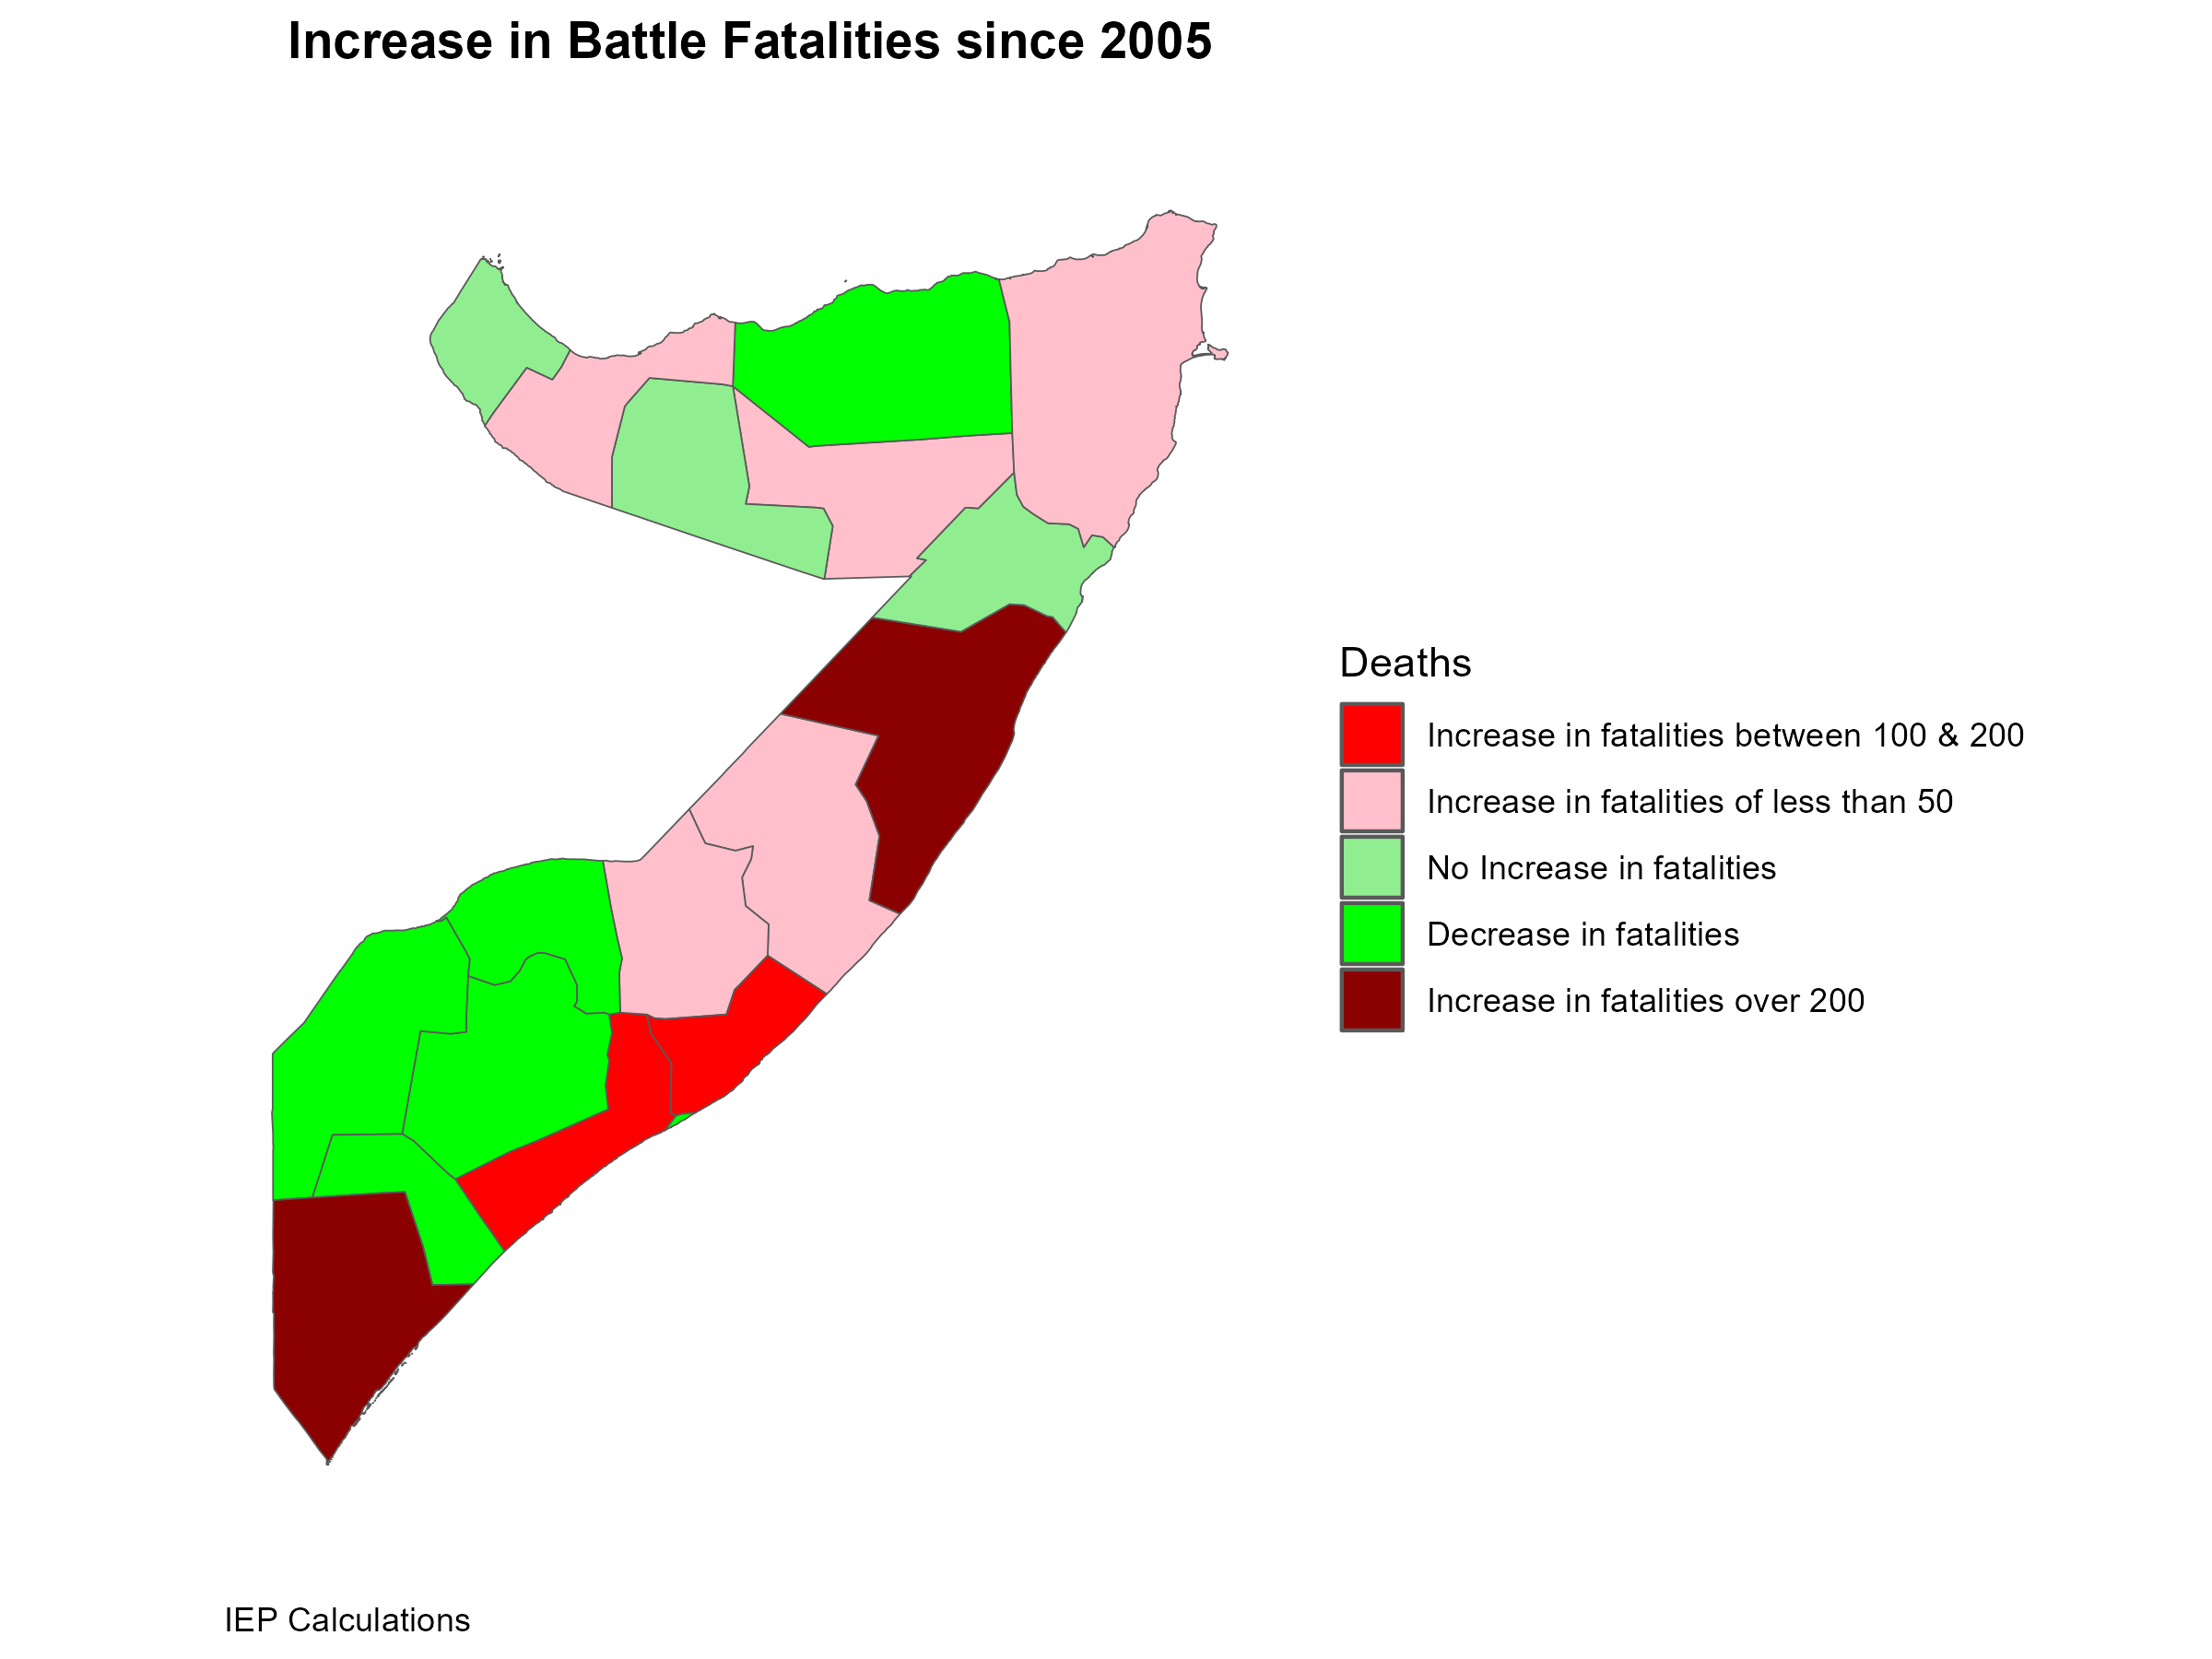 Increase in Battle Fatalities since 2005
Deaths
Increase in fatalities between 100 & 200
Increase in fatalities of less than 50
No Increase in fatalities
Decrease in fatalities
Increase in fatalities over 200
IEP Calculations